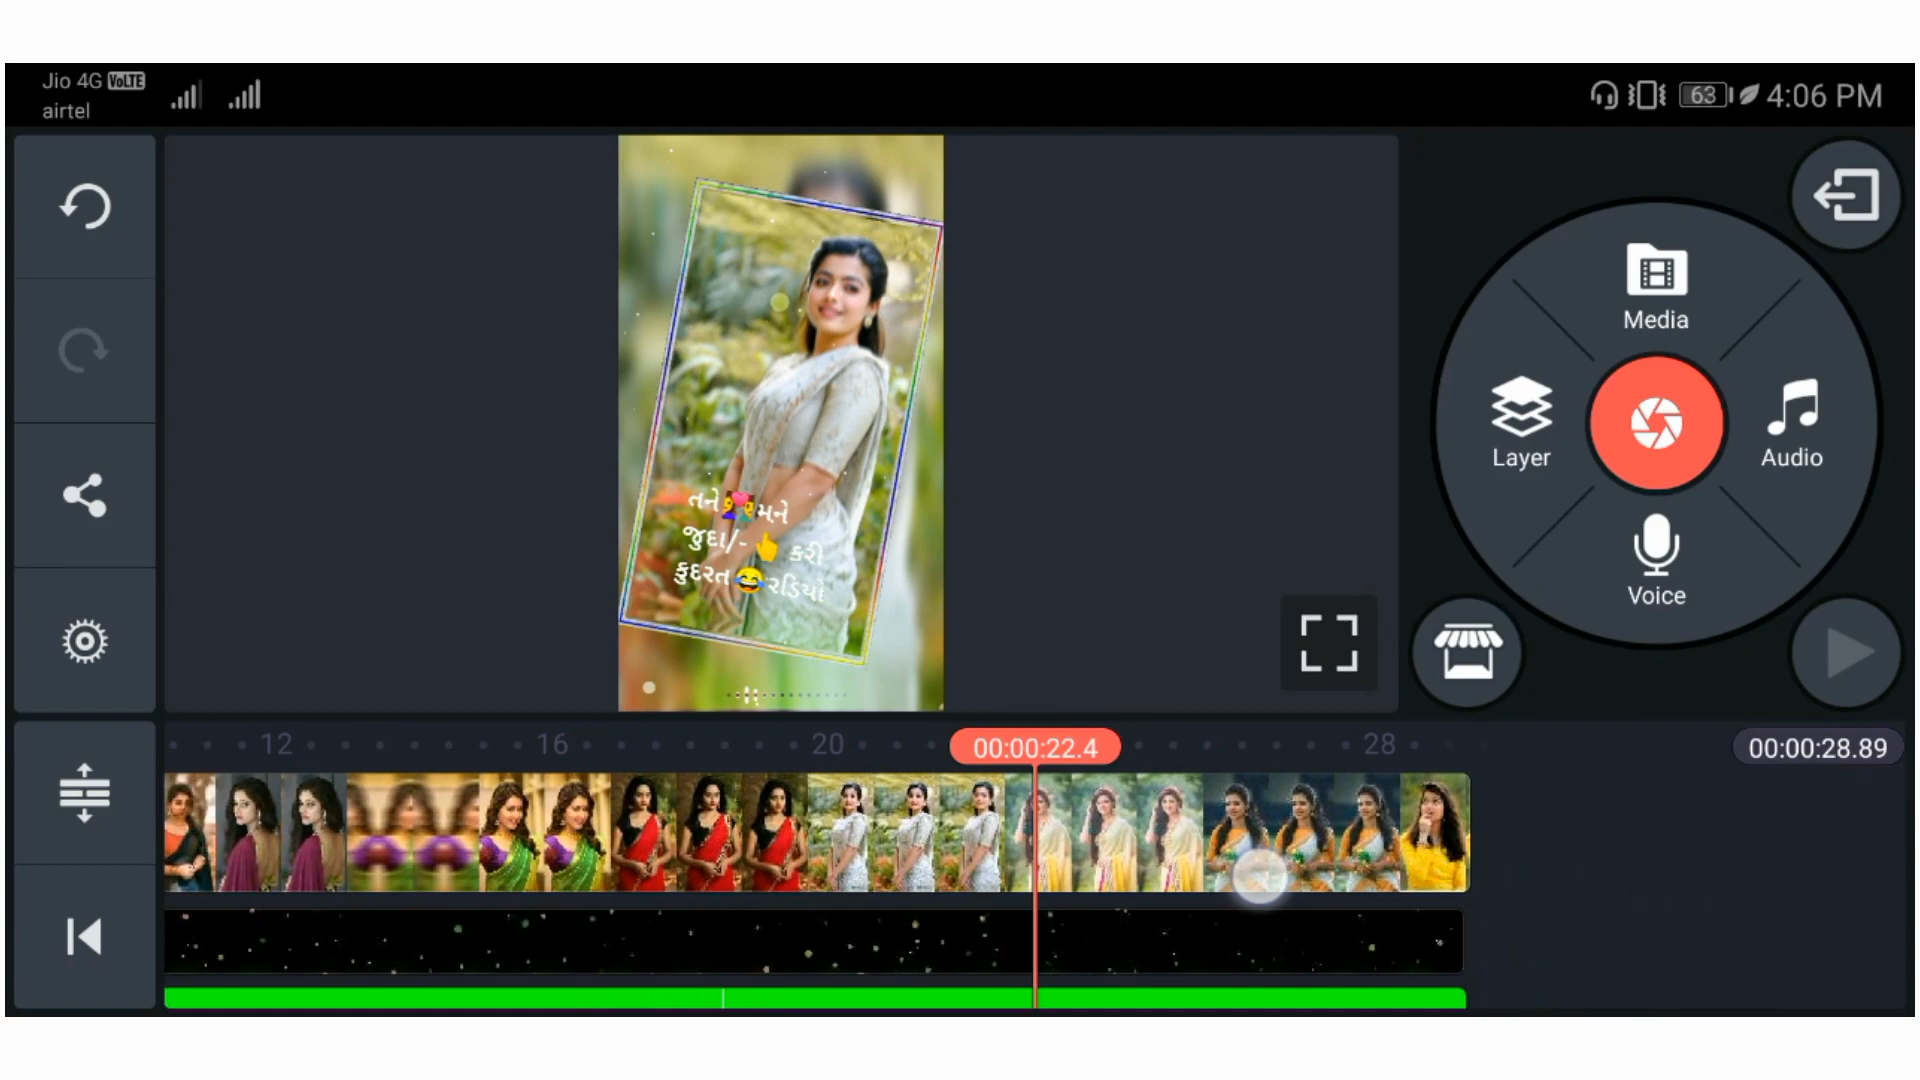 Jio 4G VoLTE
airtel
63 4:06 PM
Media
Layer
Audio
Voice
તને👩‍❤️‍👨મને
જુદા/- 👆 કરી
કુદરત 😂રડિયો
12 16 20 28
00:00:22.4
00:00:28.89